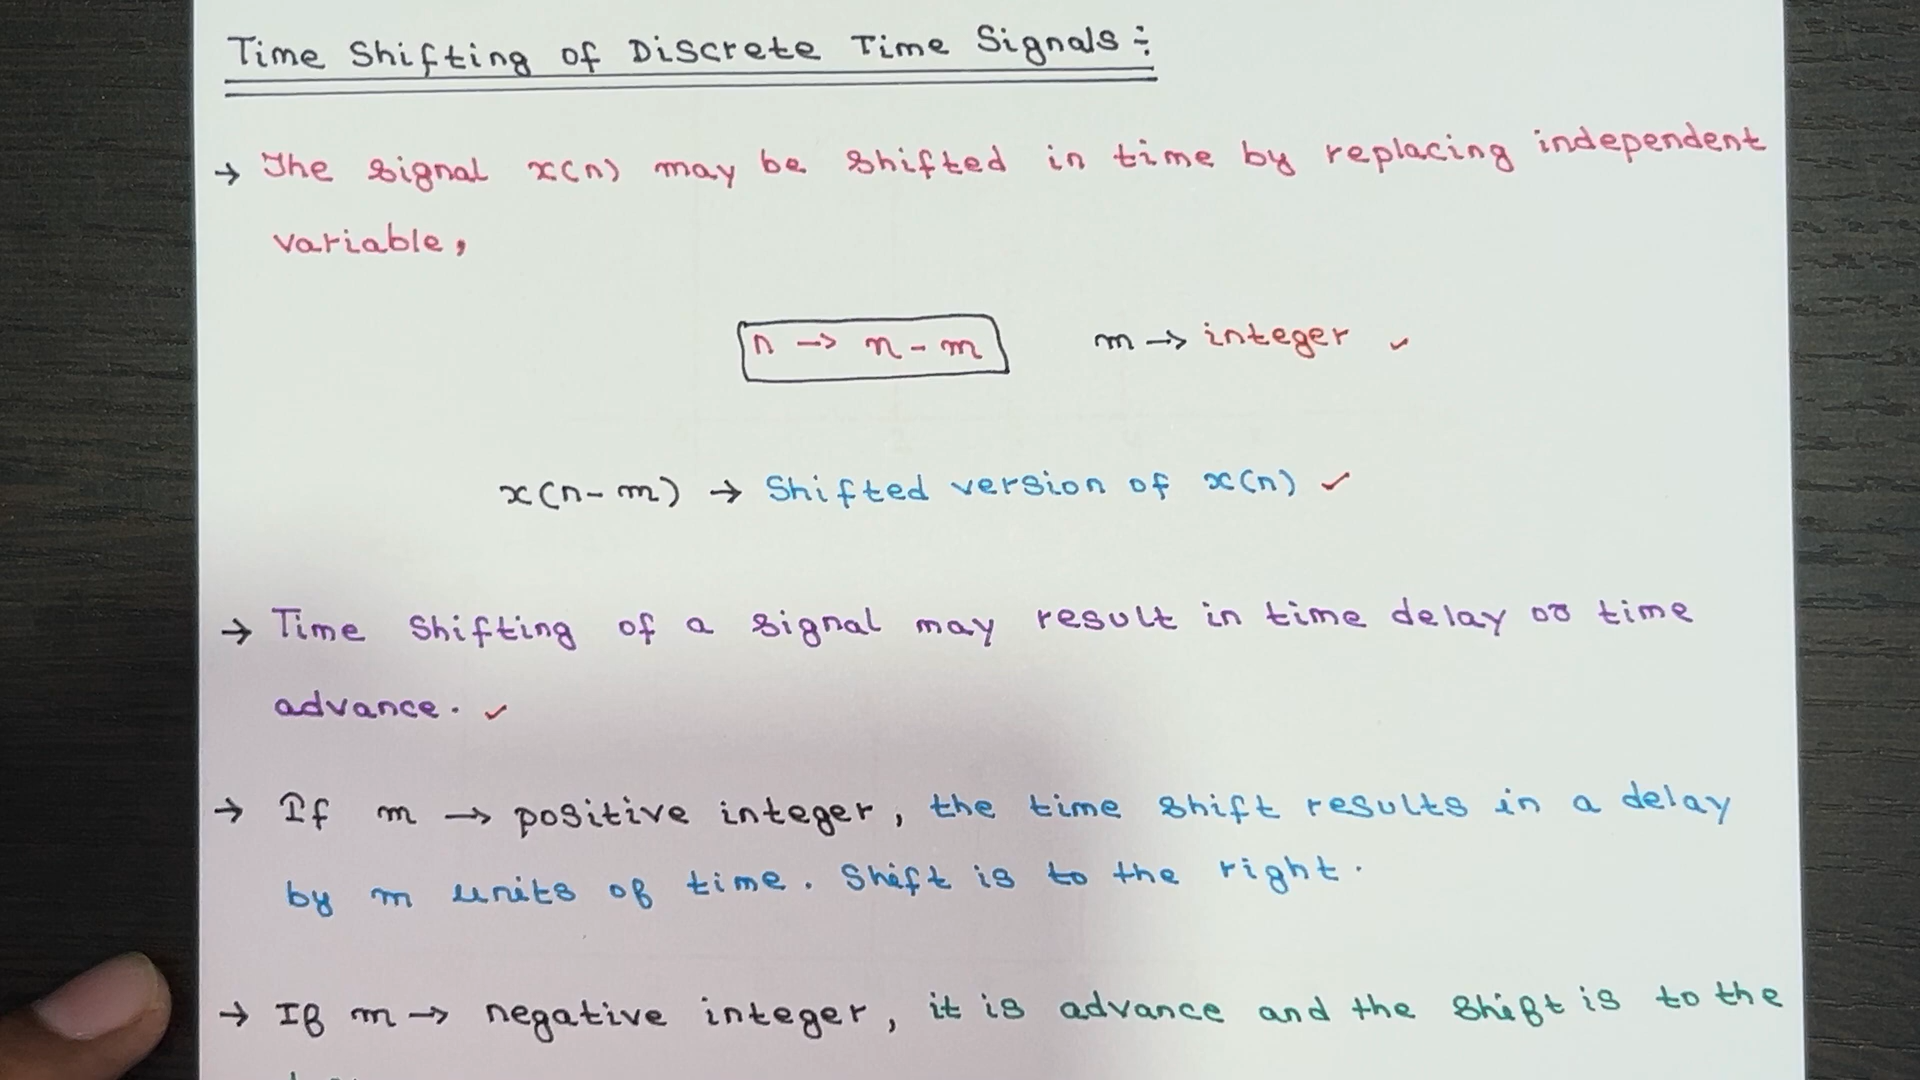 Time Shifting of Discrete Time Signals :-
→ The signal x(n) may be shifted in time by replacing independent
variable,
n → n - m    m → integer ✓
x(n-m) → Shifted version of x(n) ✓
→ Time Shifting of a signal may result in time delay or time
advance. ✓
→ If m → positive integer, the time shift results in a delay
by m units of time. Shift is to the right.
→ If m → negative integer, it is advance and the shift is to the